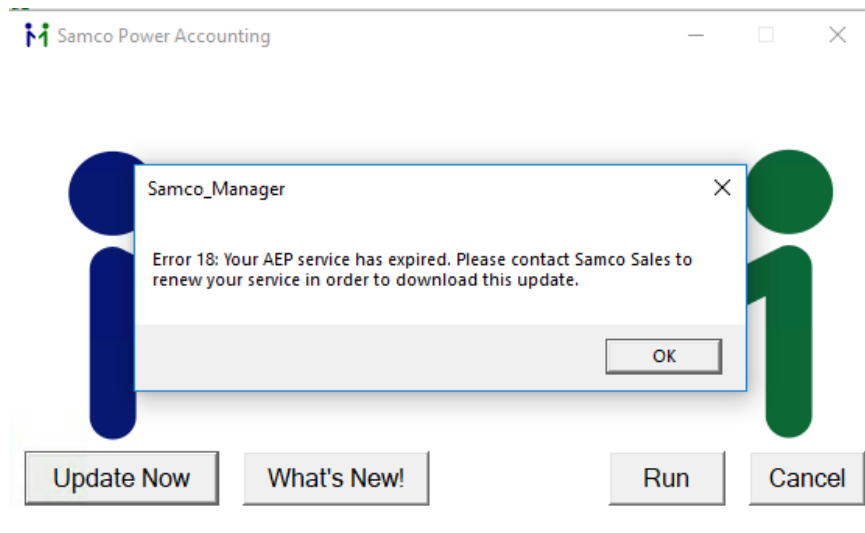 Samco Power Accounting
Samco_Manager
Error 18: Your AEP service has expired. Please contact Samco Sales to
renew your service in order to download this update.
OK
Update Now
What's New!
Run
Cancel